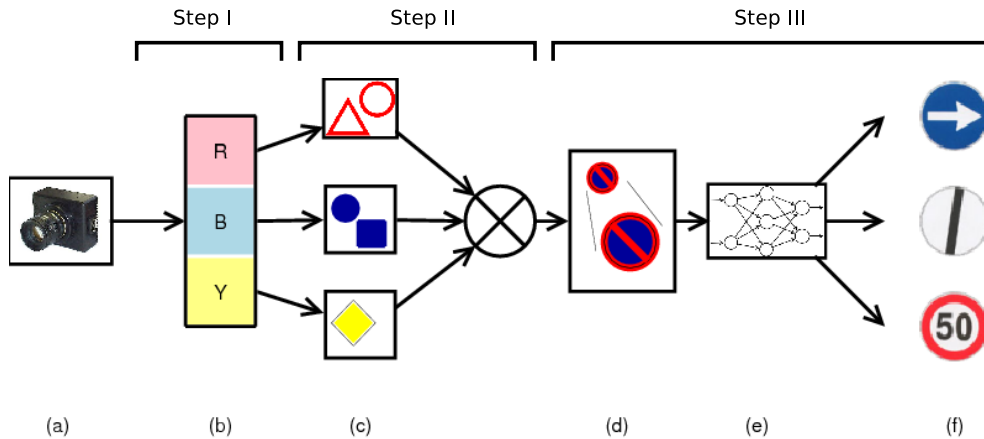 Step I
Step II
Step III
R
B
Y
50
(a)
(b)
(c)
(d)
(e)
(f)